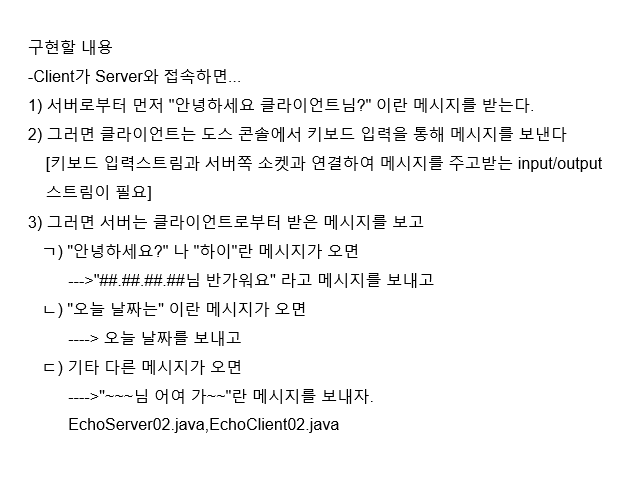 구현할 내용
-Client가 Server와 접속하면...
1) 서버로부터 먼저 "안녕하세요 클라이언트님?" 이란 메시지를 받는다.
2) 그러면 클라이언트는 도스 콘솔에서 키보드 입력을 통해 메시지를 보낸다
[키보드 입력스트림과 서버쪽 소켓과 연결하여 메시지를 주고받는 input/output
스트림이 필요]
3) 그러면 서버는 클라이언트로부터 받은 메시지를 보고
ㄱ) "안녕하세요?" 나 "하이"란 메시지가 오면
--->"##.##.##.##님 반가워요" 라고 메시지를 보내고
ㄴ) "오늘 날짜는" 이란 메시지가 오면
----> 오늘 날짜를 보내고
ㄷ) 기타 다른 메시지가 오면
---->"~~~님 어여 가~~"란 메시지를 보내자.
EchoServer02.java,EchoClient02.java